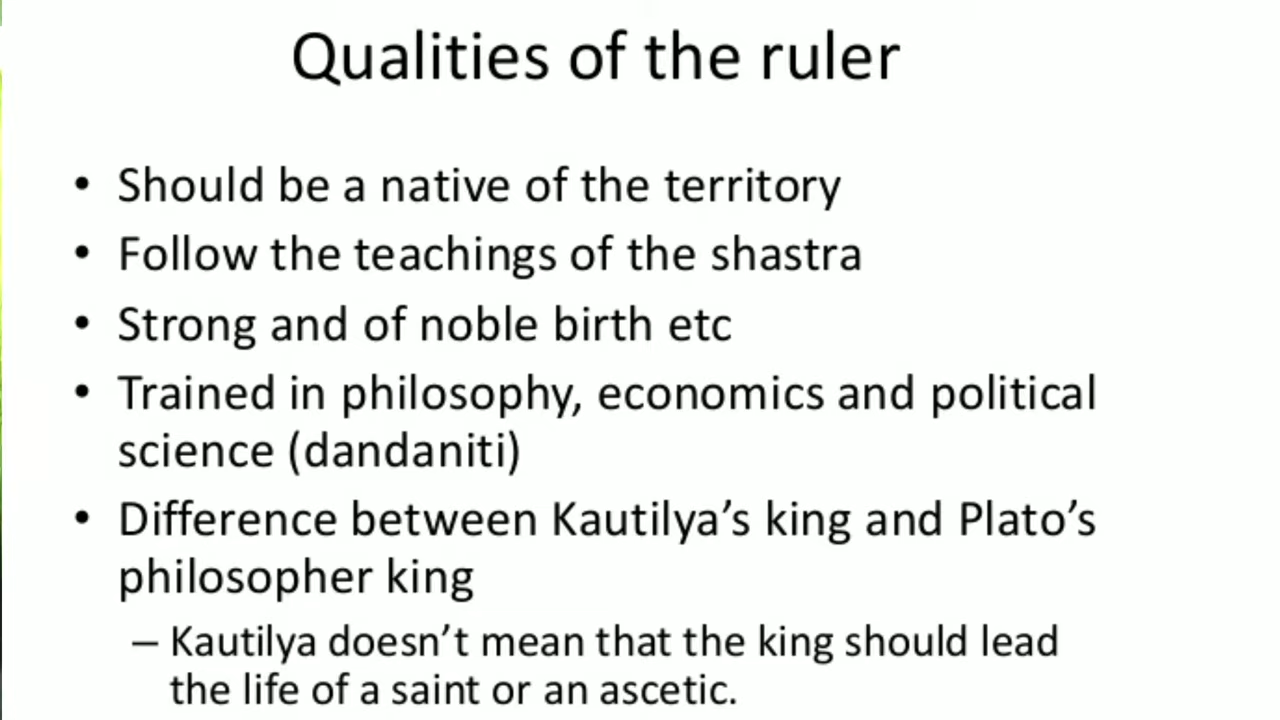 Qualities of the ruler
• Should be a native of the territory
• Follow the teachings of the shastra
• Strong and of noble birth etc
• Trained in philosophy, economics and political
science (dandaniti)
• Difference between Kautilya’s king and Plato’s
philosopher king
– Kautilya doesn’t mean that the king should lead
the life of a saint or an ascetic.